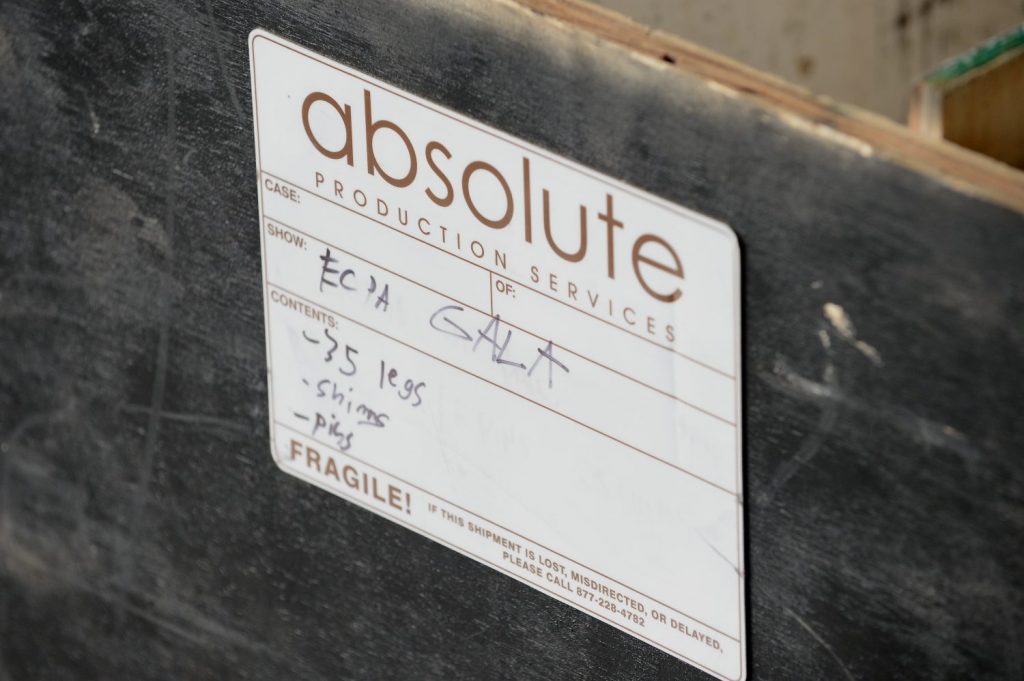 absolute
PRODUCTION SERVICES
CASE:
OF:
SHOW: ECPA GALA
CONTENTS:
-35 legs
-shims
-pins
FRAGILE! IF THIS SHIPMENT IS LOST, MISDIRECTED, OR DELAYED,
PLEASE CALL 877-228-4782